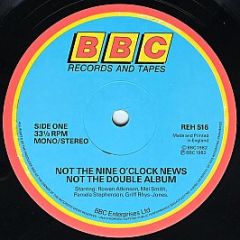 BBC
RECORDS AND TAPES
SIDE ONE
33⅓ RPM
MONO/STEREO
REH 516
Made and Printed
in England
℗BBC1982
©BBC1982
NOT THE NINE O'CLOCK NEWS
NOT THE DOUBLE ALBUM
Starring: Rowan Atkinson, Mel Smith,
Pamela Stephenson, Griff Rhys-Jones.
BBC Enterprises Ltd